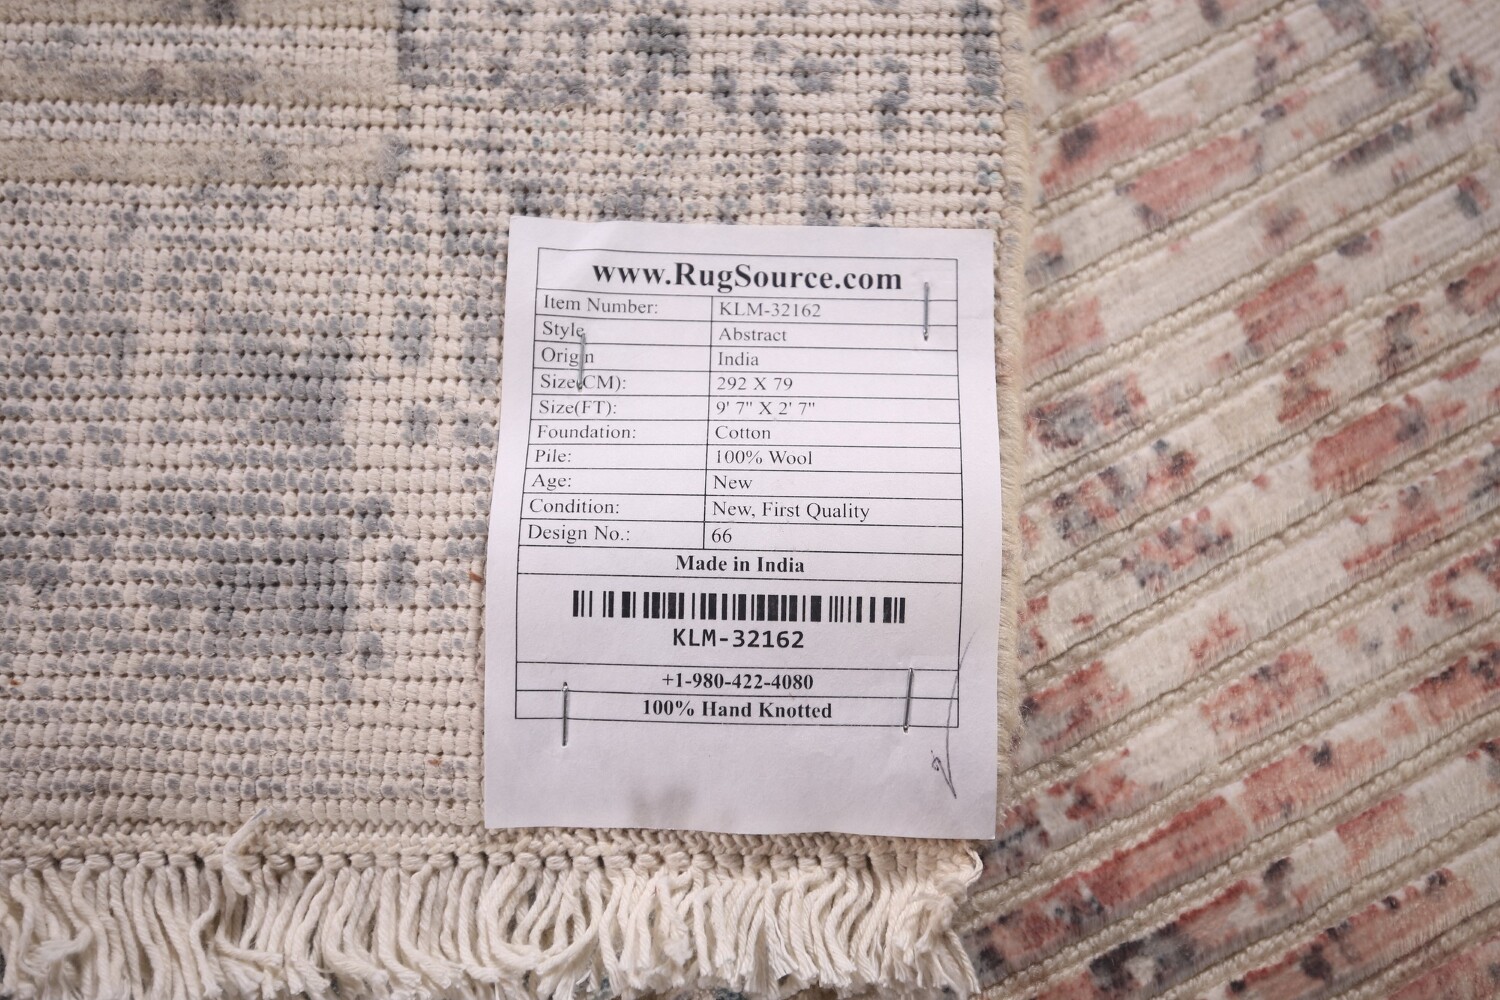 www.RugSource.com
Item Number: KLM-32162
Style Abstract
Origin India
Size(CM): 292 X 79
Size(FT): 9' 7" X 2' 7"
Foundation: Cotton
Pile: 100% Wool
Age: New
Condition: New, First Quality
Design No.: 66
Made in India
KLM-32162
+1-980-422-4080
100% Hand Knotted